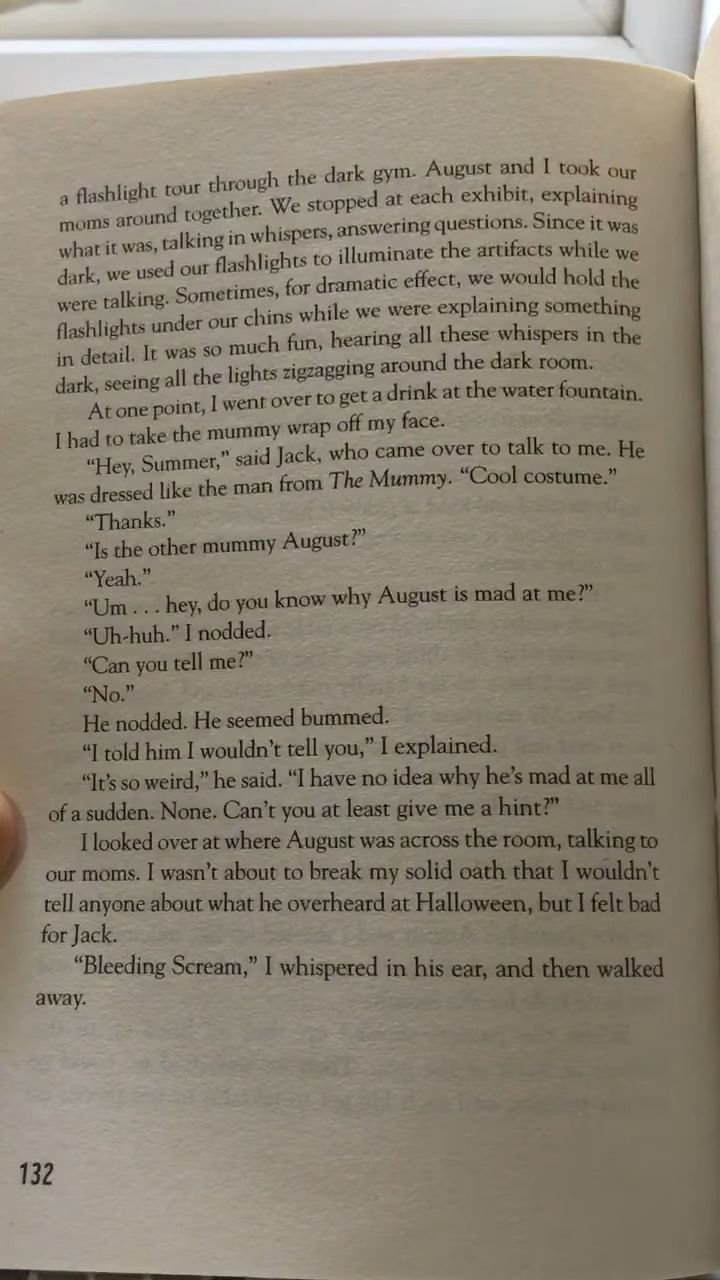 a flashlight tour through the dark gym. August and I took our
moms around together. We stopped at each exhibit, explaining
what it was, talking in whispers, answering questions. Since it was
dark, we used our flashlights to illuminate the artifacts while we
were talking. Sometimes, for dramatic effect, we would hold the
flashlights under our chins while we were explaining something
in detail. It was so much fun, hearing all these whispers in the
dark, seeing all the lights zigzagging around the dark room.
At one point, I went over to get a drink at the water fountain.
I had to take the mummy wrap off my face.
“Hey, Summer,” said Jack, who came over to talk to me. He
was dressed like the man from The Mummy. “Cool costume.”
“Thanks.”
“Is the other mummy August?”
“Yeah.”
“Um . . . hey, do you know why August is mad at me?”
“Uh-huh.” I nodded.
“Can you tell me?”
“No.”
He nodded. He seemed bummed.
“I told him I wouldn’t tell you,” I explained.
“It’s so weird,” he said. “I have no idea why he’s mad at me all
of a sudden. None. Can’t you at least give me a hint?”
I looked over at where August was across the room, talking to
our moms. I wasn’t about to break my solid oath that I wouldn’t
tell anyone about what he overheard at Halloween, but I felt bad
for Jack.
“Bleeding Scream,” I whispered in his ear, and then walked
away.
132